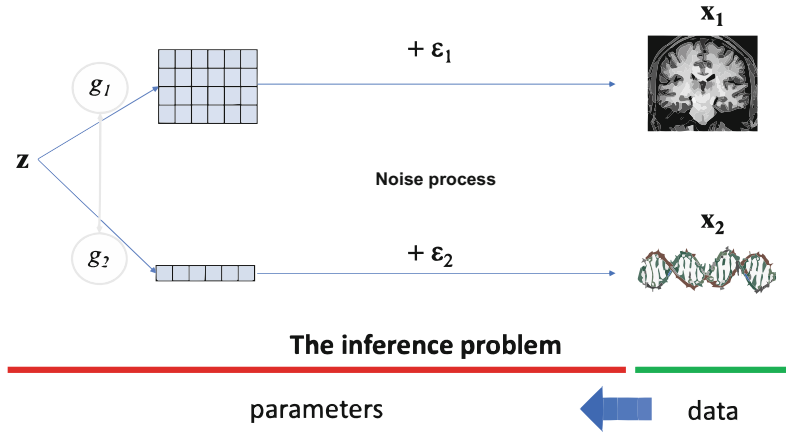 x₁
+ ε₁
g₁
z
Noise process
x₂
g₂
+ ε₂
The inference problem
parameters
data